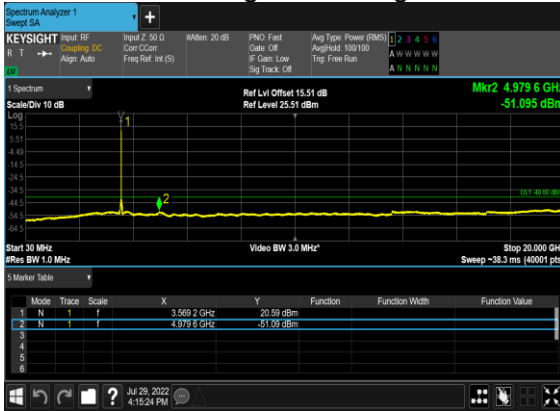 Spectrum Analyzer 1
Swept SA
+
KEYSIGHT
R T
LV
Input: RF
Coupling: DC
Align: Auto
Input Z: 50 Ω
Corr CCorr
Freq Ref: Int (S)
#Atten: 20 dB
PNO: Fast
Gate: Off
IF Gain: Low
Sig Track: Off
Avg Type: Power (RMS)
Avg|Hold: 100/100
Trig: Free Run
1 2 3 4 5 6
A W W W W W
A N N N N N
1 Spectrum
Scale/Div 10 dB
Ref Lvl Offset 15.51 dB
Ref Level 25.51 dBm
Mkr2 4.979 6 GHz
-51.095 dBm
Log
15.5
5.51
-4.49
-14.5
-24.5
-34.5
-44.5
-54.5
-64.5
1
2
DL1 -40.00 dBm
Start 30 MHz
#Res BW 1.0 MHz
Video BW 3.0 MHz*
Stop 20.000 GH
Sweep ~38.3 ms (40001 pts
5 Marker Table
Mode Trace Scale X Y Function Function Width Function Value
1 N 1 f 3.569 2 GHz 20.59 dBm
2 N 1 f 4.979 6 GHz -51.09 dBm
3
4
5
6
?
Jul 29, 2022
4:15:24 PM